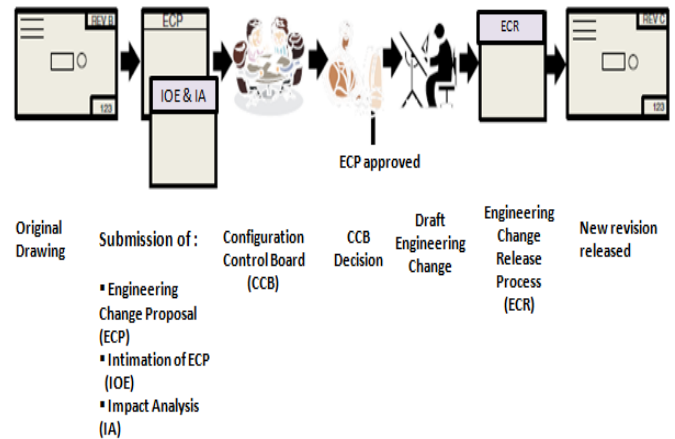 REV B
123
ECP
IOE & IA
ECR
REV C
123
ECP approved
Original
Drawing
Submission of :
▪ Engineering
Change Proposal
(ECP)
▪ Intimation of ECP
(IOE)
▪ Impact Analysis
(IA)
Configuration
Control Board
(CCB)
CCB
Decision
Draft
Engineering
Change
Engineering
Change
Release
Process
(ECR)
New revision
released